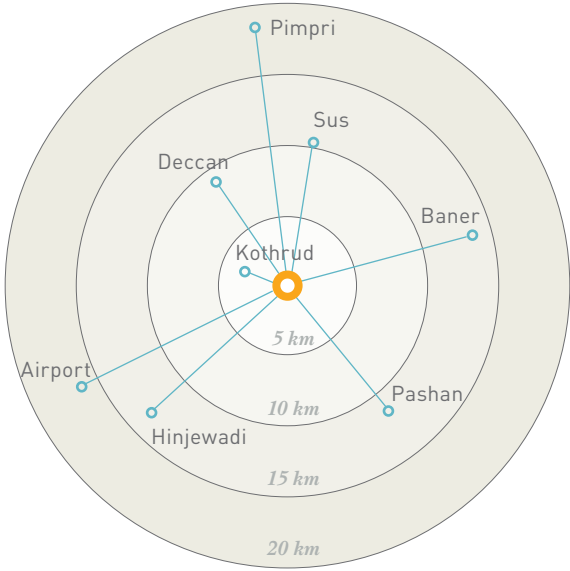 Pimpri
Sus
Deccan
Baner
Kothrud
5 km
Airport
Pashan
10 km
Hinjewadi
15 km
20 km